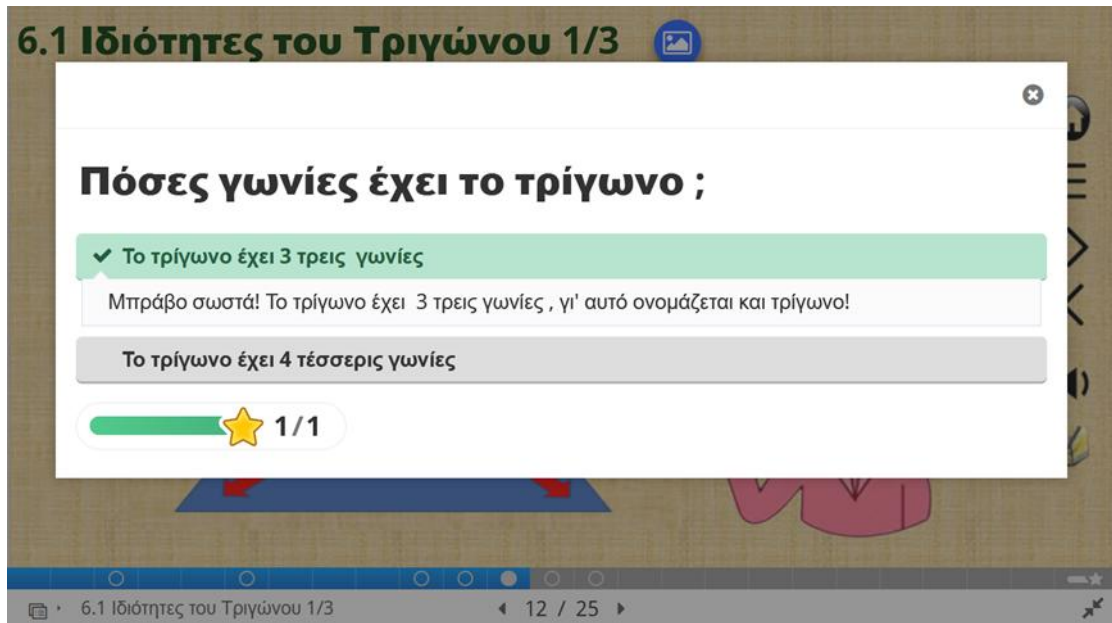 6.1 Ιδιότητες του Τριγώνου 1/3
Πόσες γωνίες έχει το τρίγωνο ;
Το τρίγωνο έχει 3 τρεις  γωνίες
Μπράβο σωστά! Το τρίγωνο έχει  3 τρεις γωνίες , γι' αυτό ονομάζεται και τρίγωνο!
Το τρίγωνο έχει 4 τέσσερις γωνίες
1/1
6.1 Ιδιότητες του Τριγώνου 1/3
12 / 25